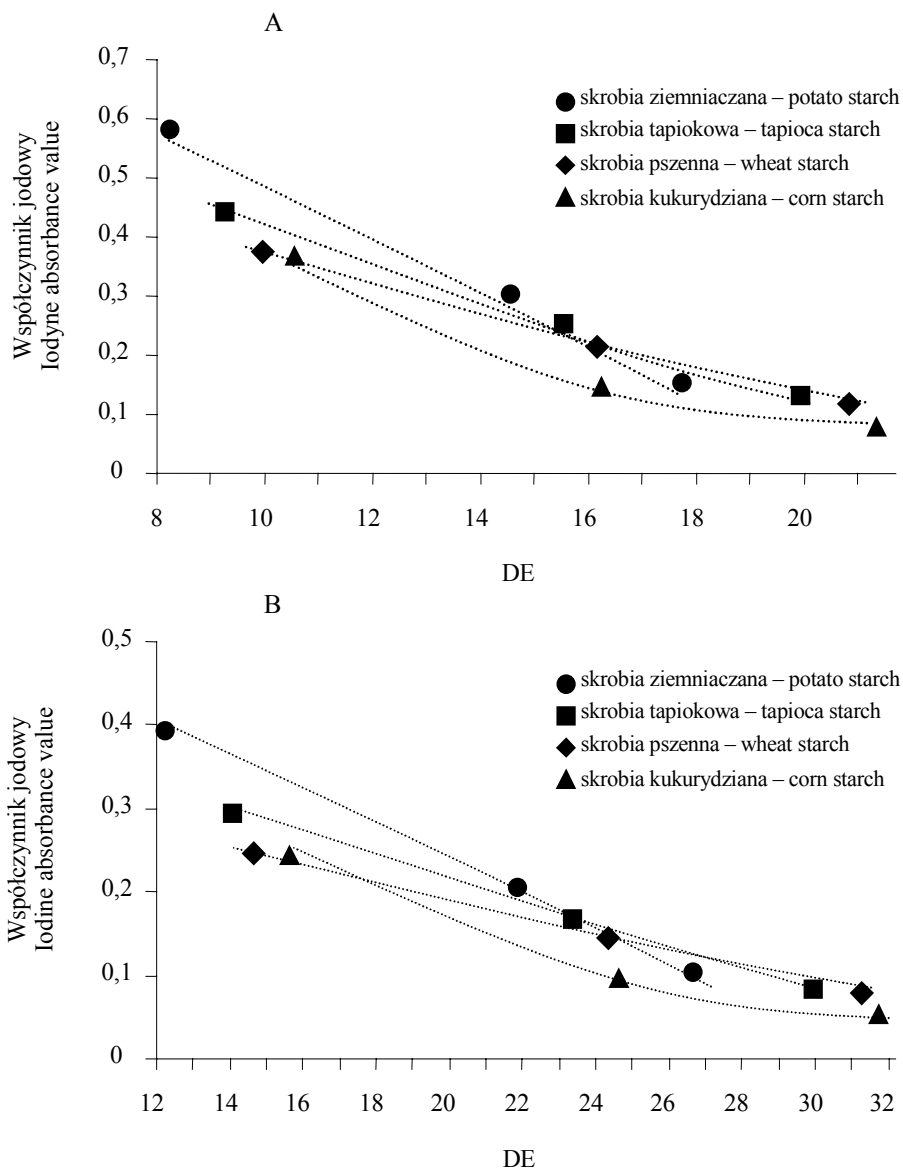 A
0,7
0,6
0,5
0,4
0,3
0,2
0,1
0
Współczynnik jodowy
Iodyne absorbance value
skrobia ziemniaczana – potato starch
skrobia tapiokowa – tapioca starch
skrobia pszenna – wheat starch
skrobia kukurydziana – corn starch
8 10 12 14 16 18 20
DE
B
0,5
0,4
0,3
0,2
0,1
0
Współczynnik jodowy
Iodine absorbance value
skrobia ziemniaczana – potato starch
skrobia tapiokowa – tapioca starch
skrobia pszenna – wheat starch
skrobia kukurydziana – corn starch
12 14 16 18 20 22 24 26 28 30 32
DE